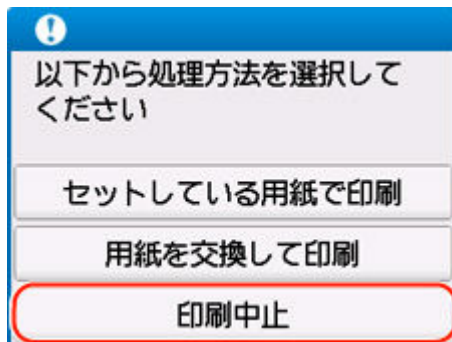 以下から処理方法を選択して
ください
セットしている用紙で印刷
用紙を交換して印刷
印刷中止